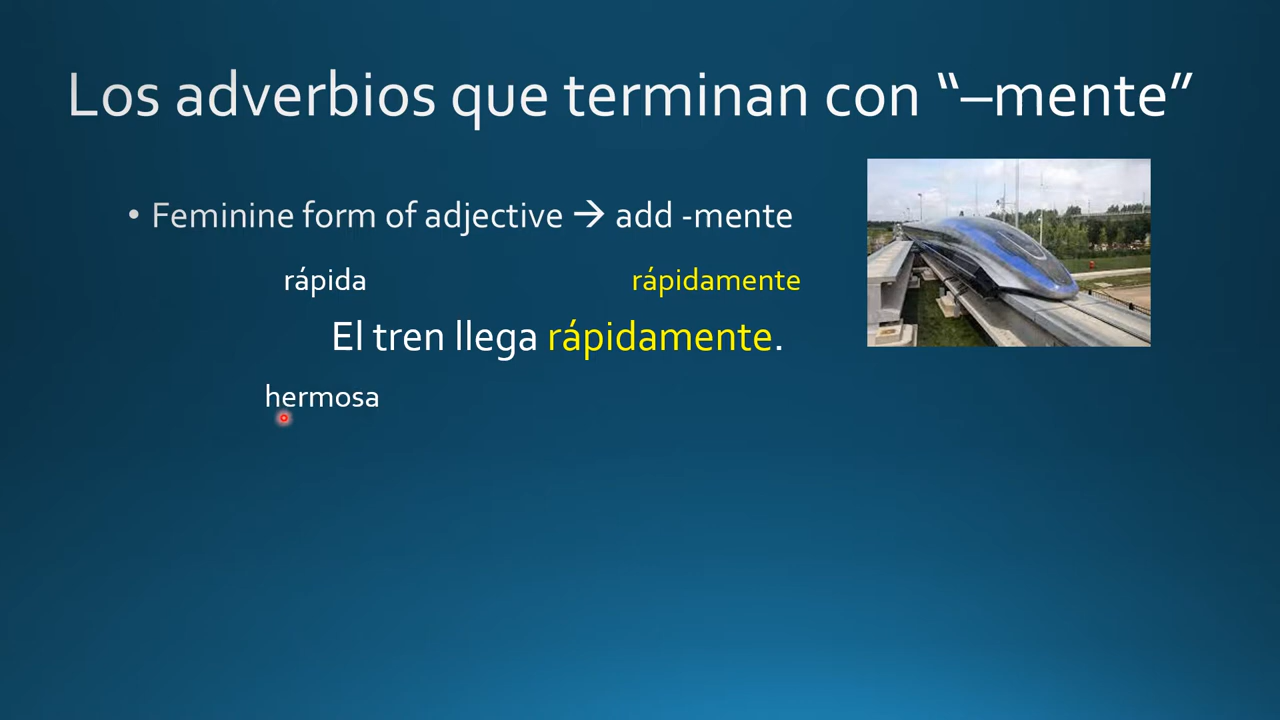 Los adverbios que terminan con “–mente”
• Feminine form of adjective → add -mente
rápida rápidamente
El tren llega rápidamente.
hermosa